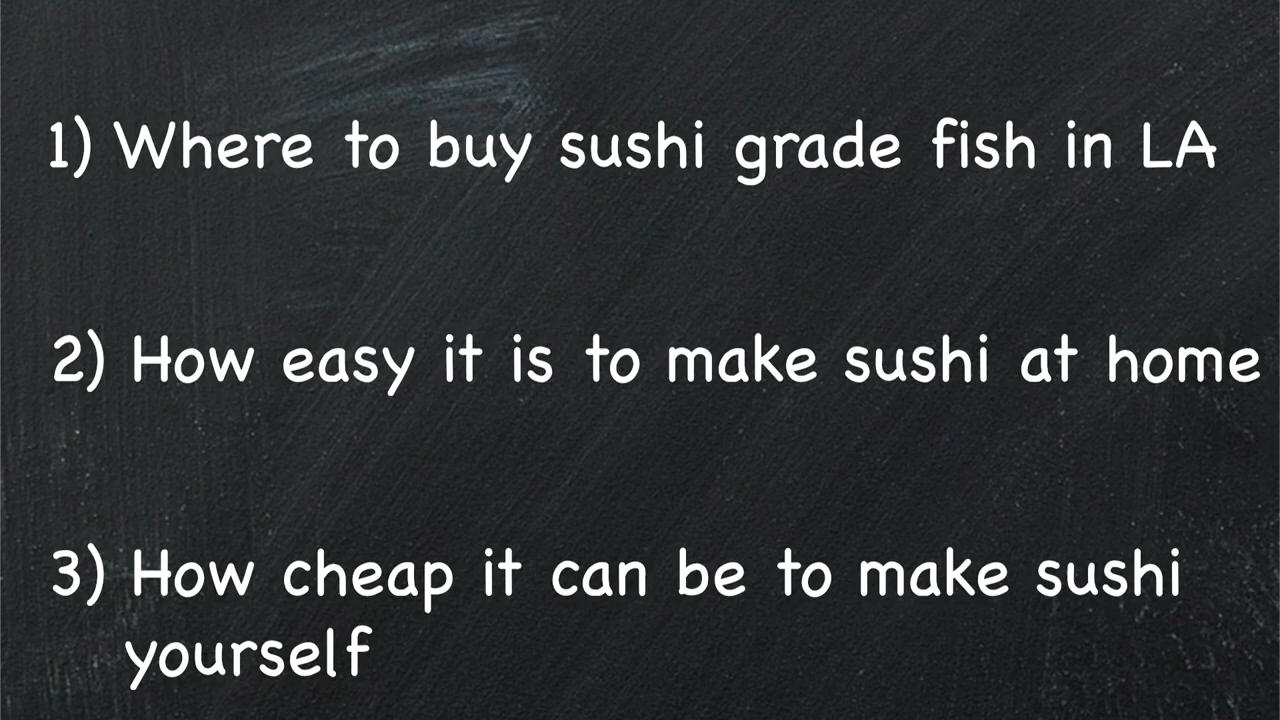 1) Where to buy sushi grade fish in LA
2) How easy it is to make sushi at home
3) How cheap it can be to make sushi
yourself